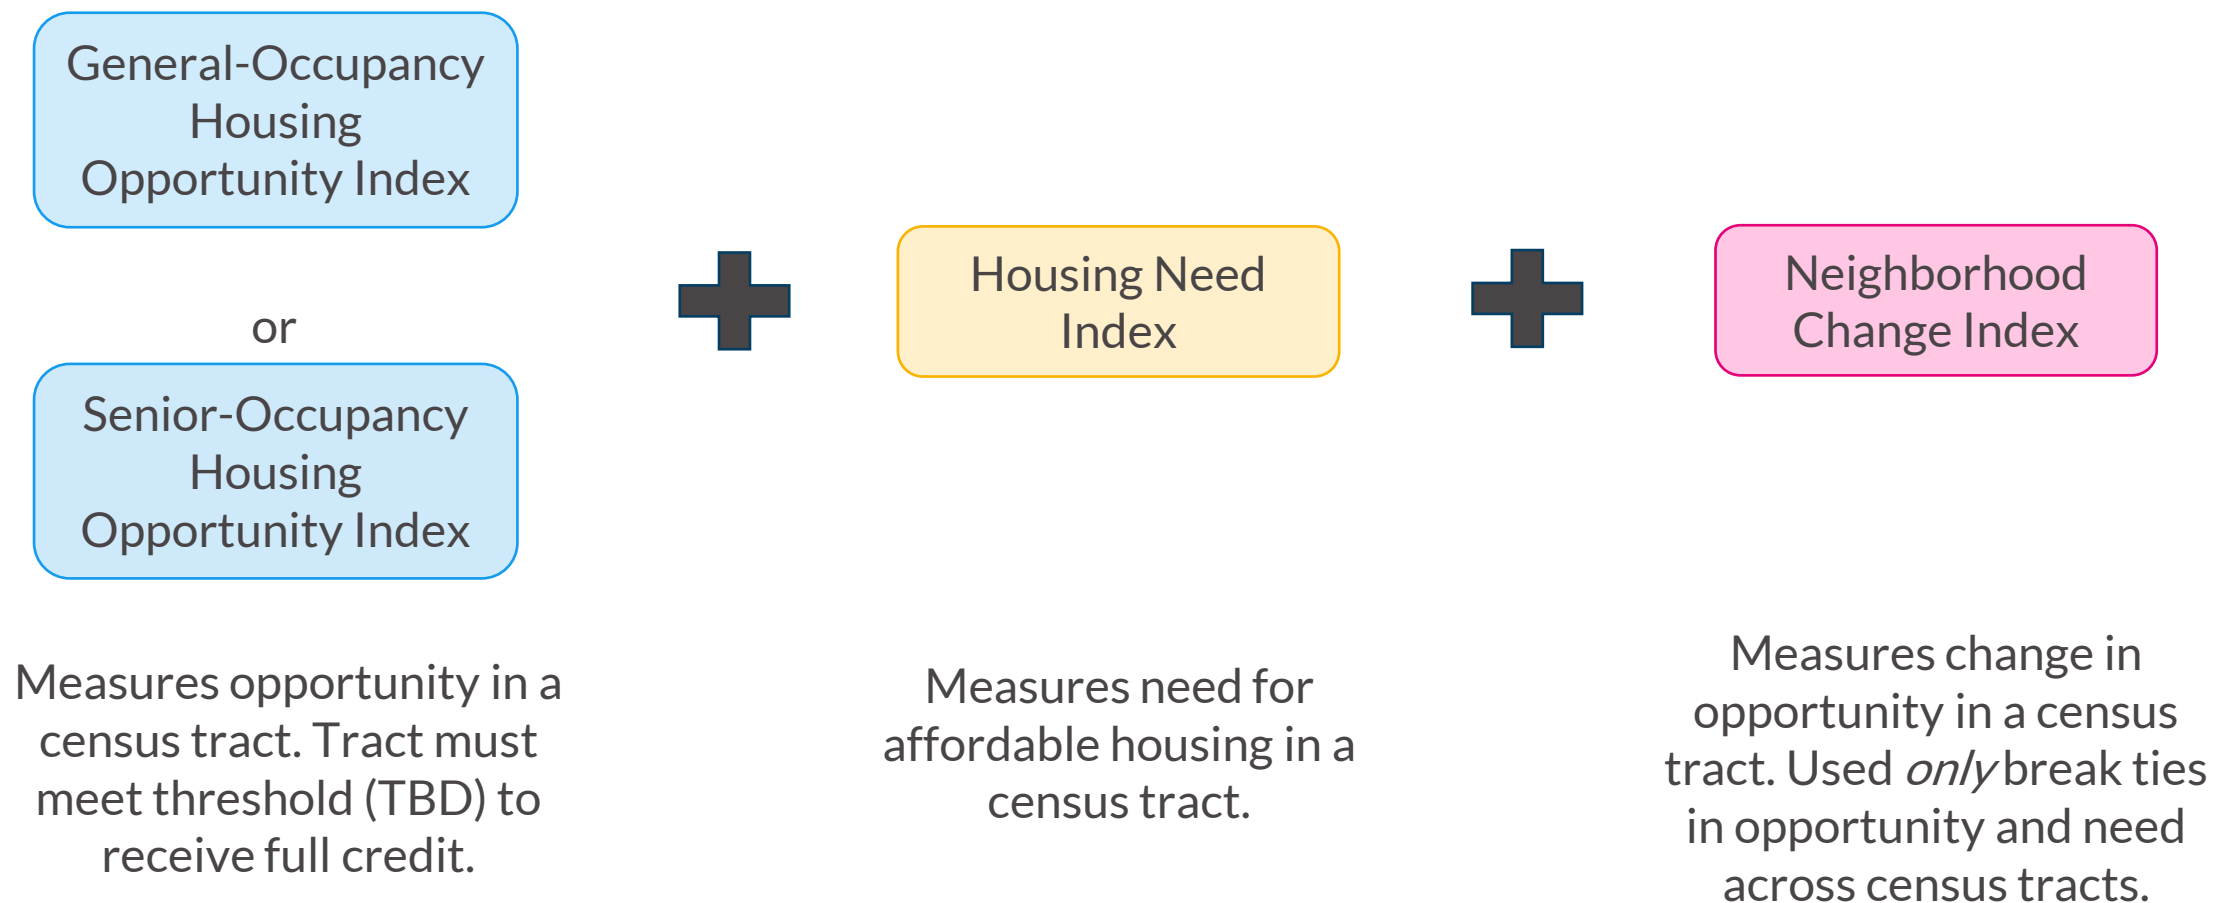 General-Occupancy
Housing
Opportunity Index
or
Senior-Occupancy
Housing
Opportunity Index
Measures opportunity in a
census tract. Tract must
meet threshold (TBD) to
receive full credit.
Housing Need
Index
Measures need for
affordable housing in a
census tract.
Neighborhood
Change Index
Measures change in
opportunity in a census
tract. Used only break ties
in opportunity and need
across census tracts.